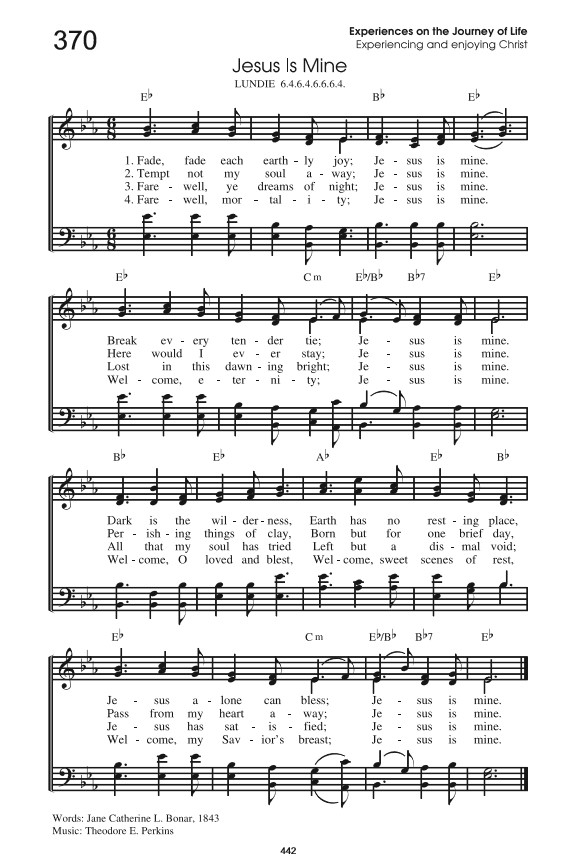 370
Experiences on the Journey of Life
Experiencing and enjoying Christ
Jesus Is Mine
LUNDIE 6.4.6.4.6.6.6.4.
E♭ B♭ E♭
1. Fade, fade each earth - ly joy; Je - sus is mine.
2. Tempt not my soul a - way; Je - sus is mine.
3. Fare - well, ye dreams of night; Je - sus is mine.
4. Fare - well, mor - tal - i - ty; Je - sus is mine.
E♭ Cm E♭/B♭ B♭7 E♭
Break ev - ery ten - der tie; Je - sus is mine.
Here would I ev - er stay; Je - sus is mine.
Lost in this dawn - ing bright; Je - sus is mine.
Wel - come, e - ter - ni - ty; Je - sus is mine.
B♭ E♭ A♭ E♭ B♭
Dark is the wil - der - ness, Earth has no rest - ing place,
Per - ish - ing things of clay, Born but for one brief day,
All that my soul has tried Left but a dis - mal void;
Wel - come, O loved and blest, Wel - come, sweet scenes of rest,
E♭ Cm E♭/B♭ B♭7 E♭
Je - sus a - lone can bless; Je - sus is mine.
Pass from my heart a - way; Je - sus is mine.
Je - sus has sat - is - fied; Je - sus is mine.
Wel - come, my Sav - ior's breast; Je - sus is mine.
Words: Jane Catherine L. Bonar, 1843
Music: Theodore E. Perkins
442